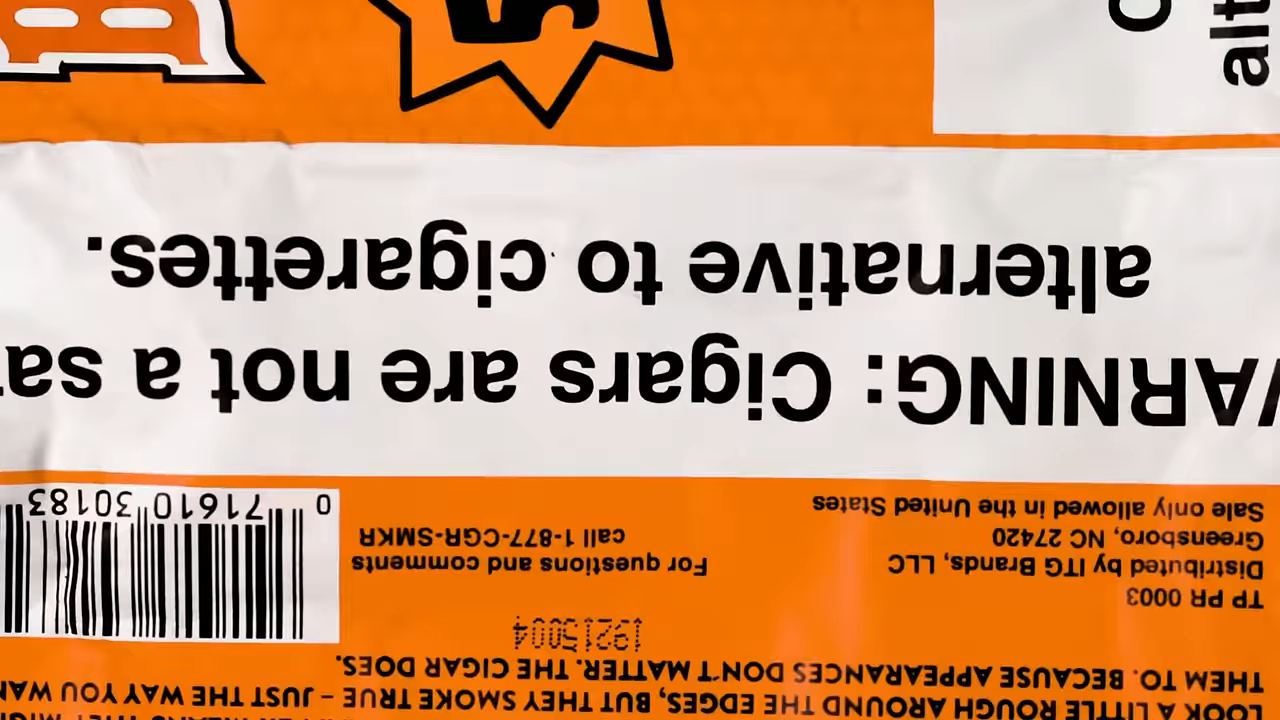 LOOK A LITTLE ROUGH AROUND THE EDGES, BUT THEY SMOKE TRUE – JUST THE WAY YOU WAN
THEM TO. BECAUSE APPEARANCES DON'T MATTER. THE CIGAR DOES.
19215004
TP PR 0003
Distributed by ITG Brands, LLC
Greensboro, NC 27420
Sale only allowed in the United States
For questions and comments
call 1-877-CGR-SMKR
0 71610 30183
WARNING: Cigars are not a sa
alternative to cigarettes.
C
alt